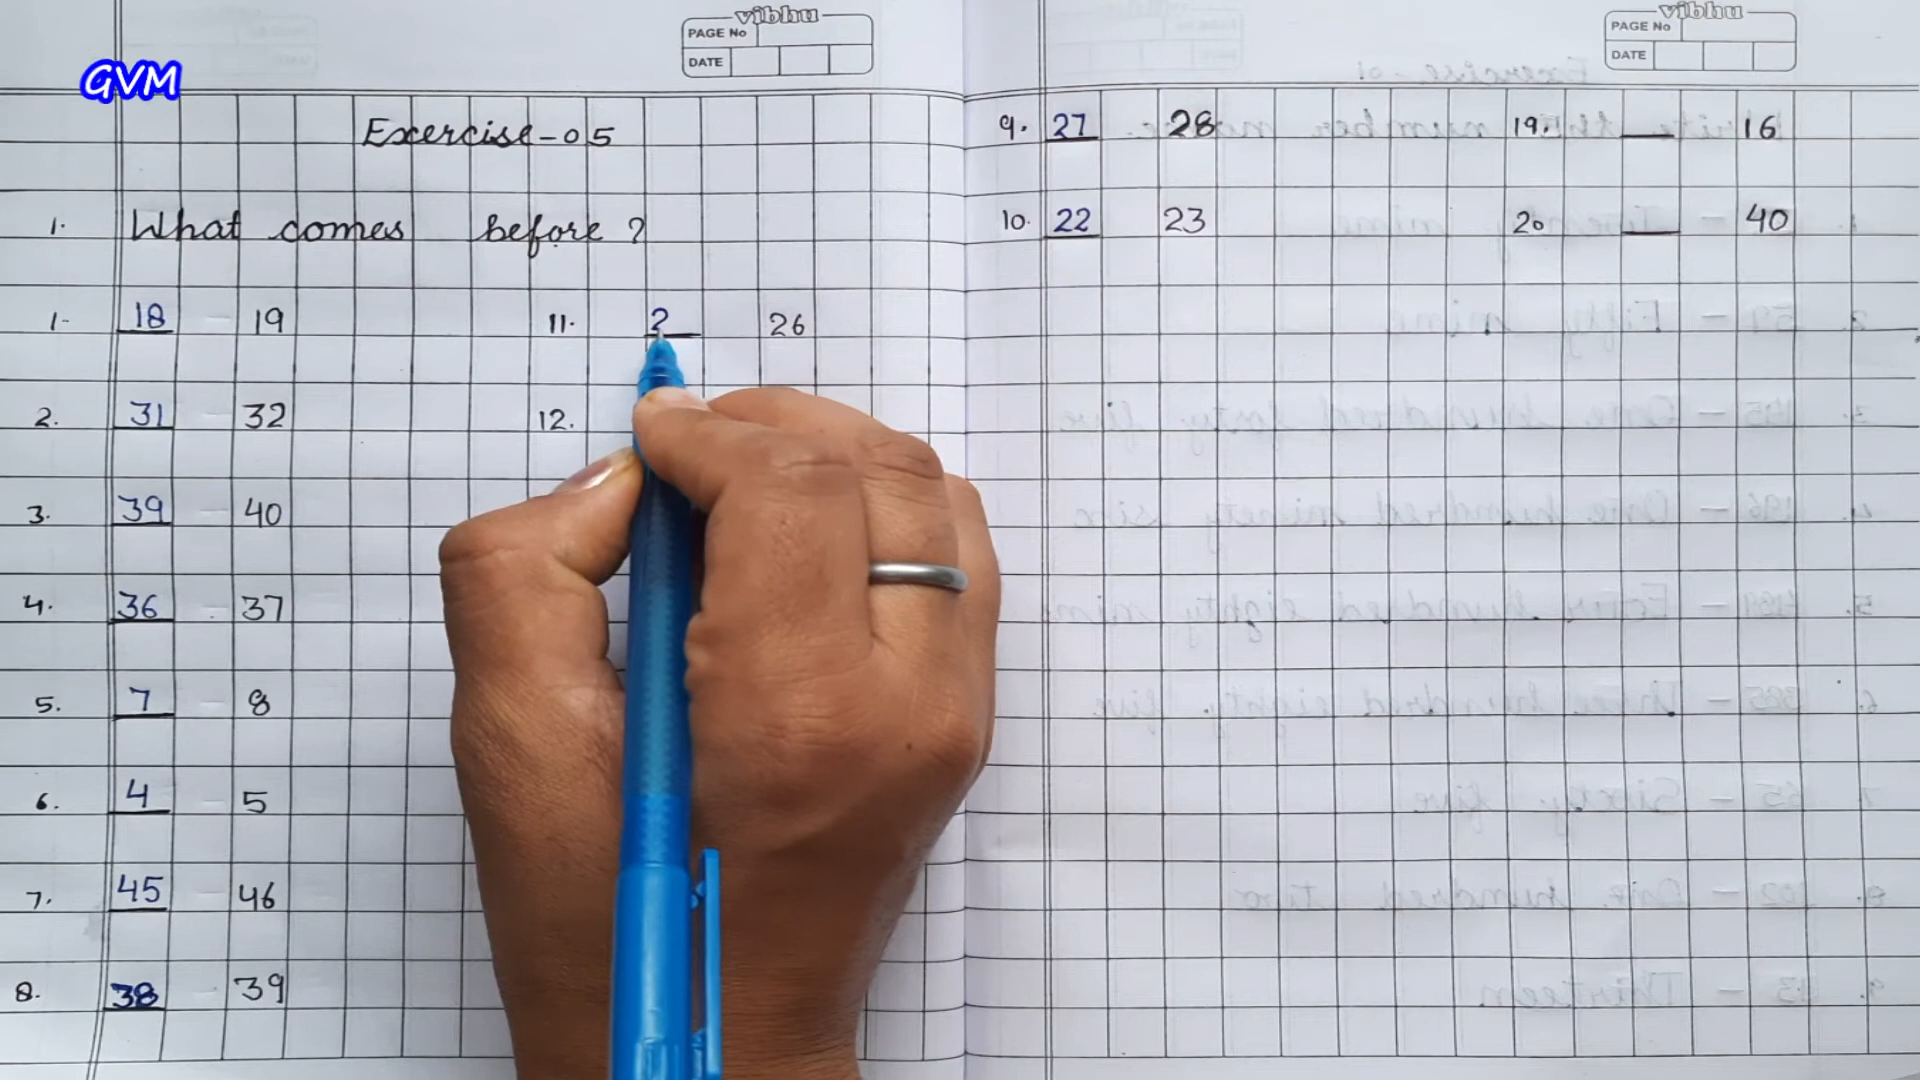 GVM
vibhu
PAGE No
DATE
Exercise-05
1. What comes before ?
1. 18 - 19
2. 31 - 32
3. 39 - 40
4. 36 - 37
5. 7 - 8
6. 4 - 5
7. 45 - 46
8. 38 - 39
11. 2 26
12.
vibhu
PAGE No
DATE
9. 27 28
10. 22 23
19. __ 16
20 __ 40